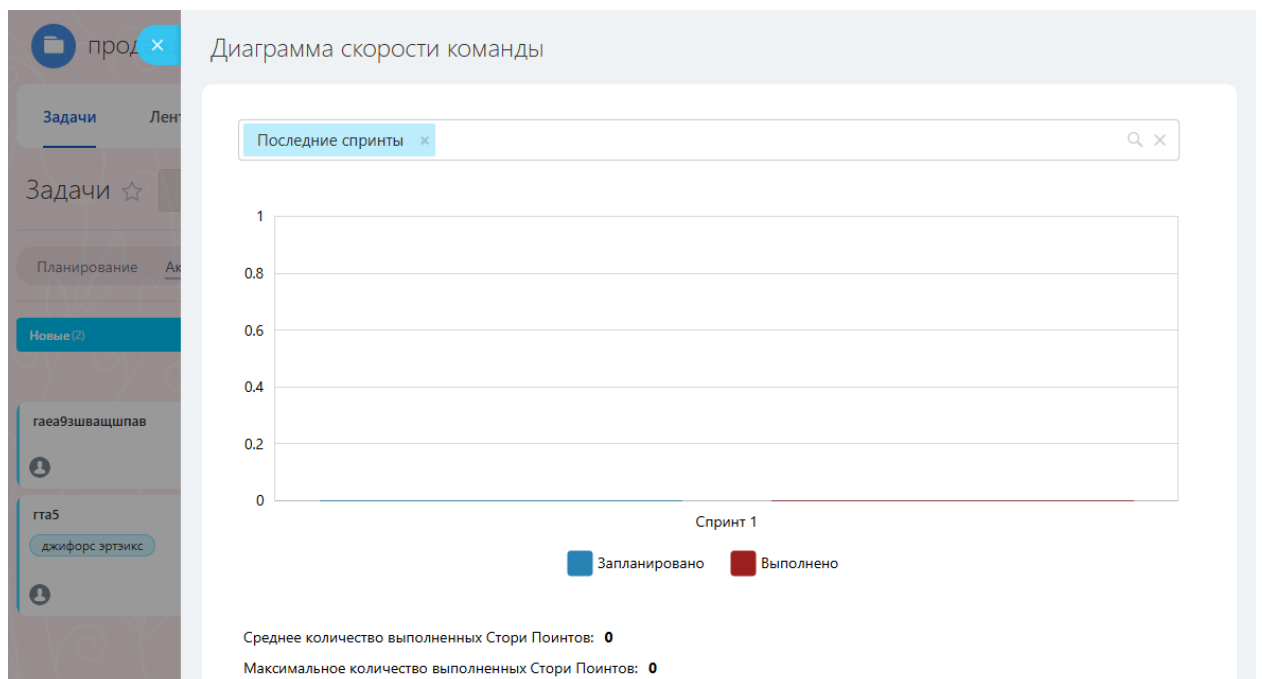 прод
Диаграмма скорости команды
Задачи Лент
Последние спринты
Задачи
Планирование Ак
Новые (2)
гаеа9зшващшпав
гта5
джифорс эртэикс
1
0.8
0.6
0.4
0.2
0
Спринт 1
Запланировано Выполнено
Среднее количество выполненных Стори Поинтов: 0
Максимальное количество выполненных Стори Поинтов: 0